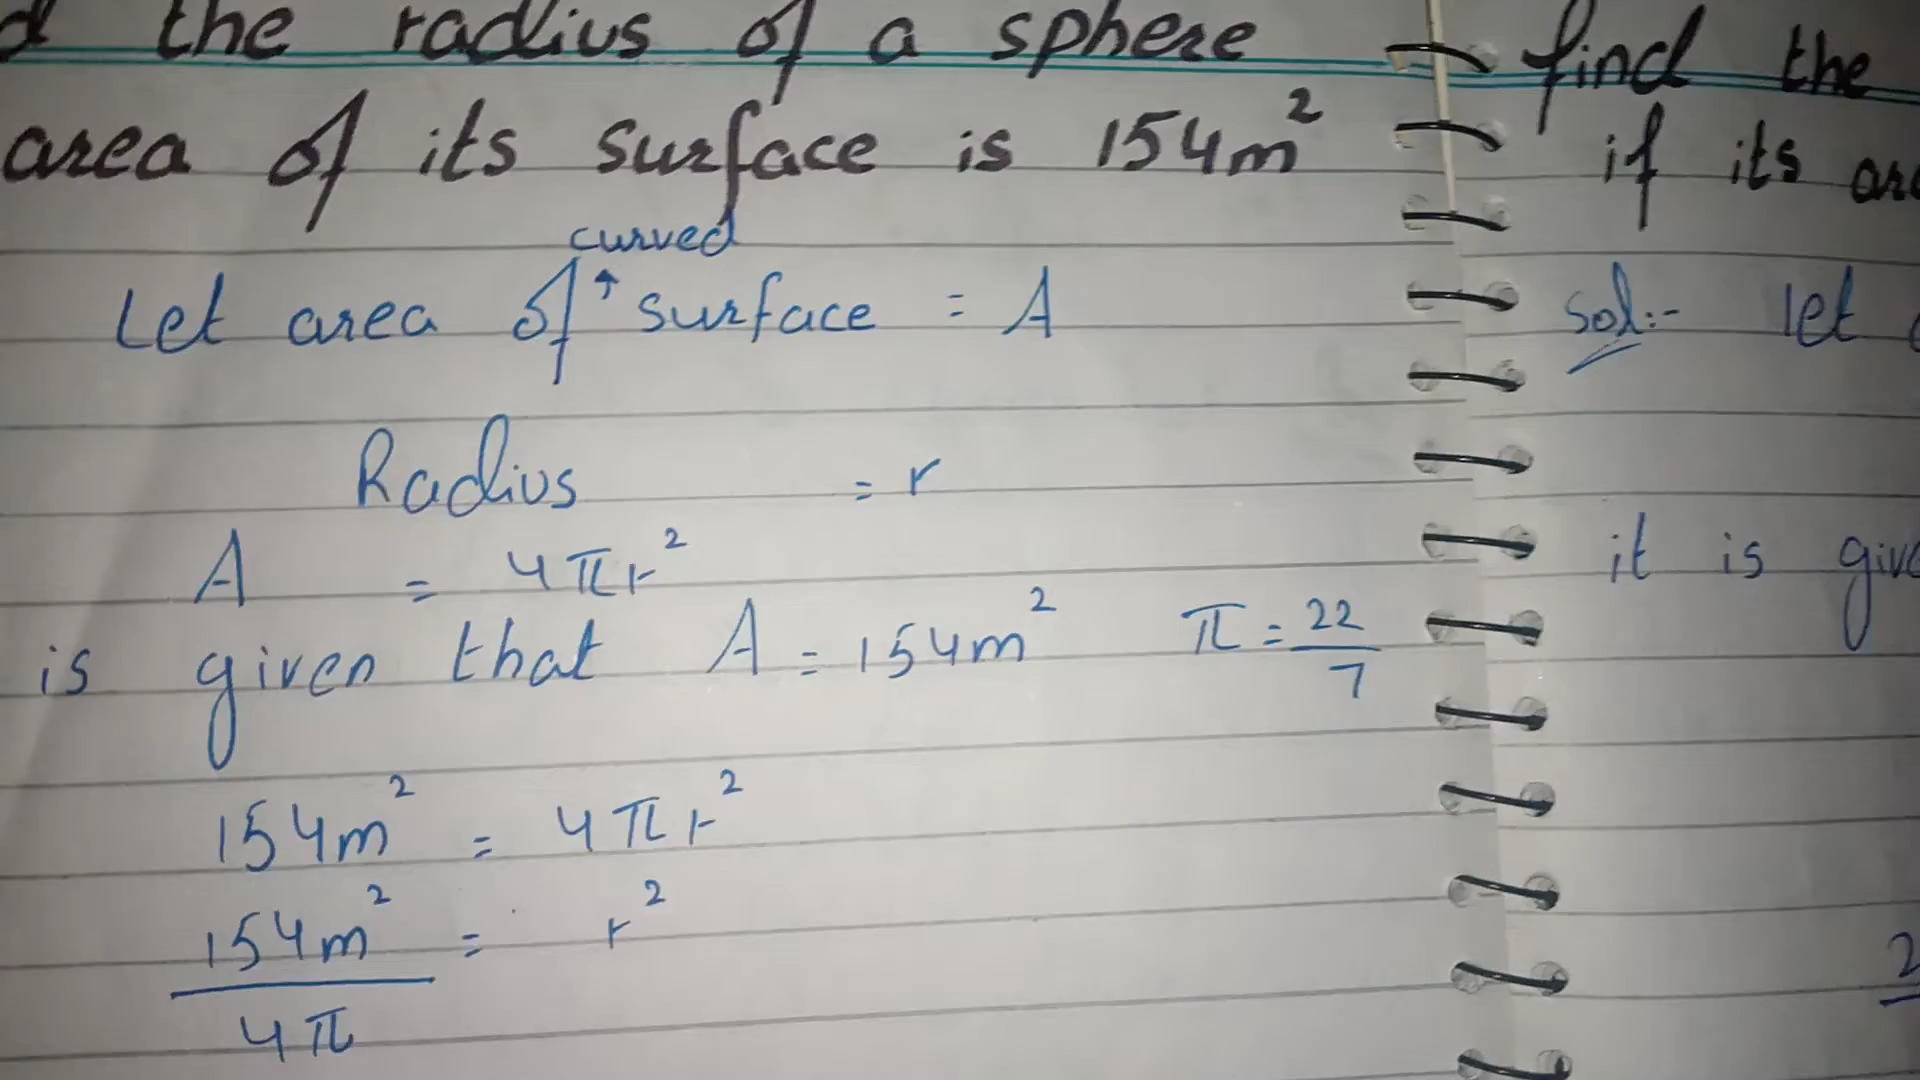 the radius of a sphere
area of its surface is 154m²
curved
Let area of ↑ surface = A
Radius = r
A = 4πr²
is given that A = 154m² π = 22/7
154m² = 4πr²
154m²/4π = r²
find the
if its
Sol:- let
it is
2